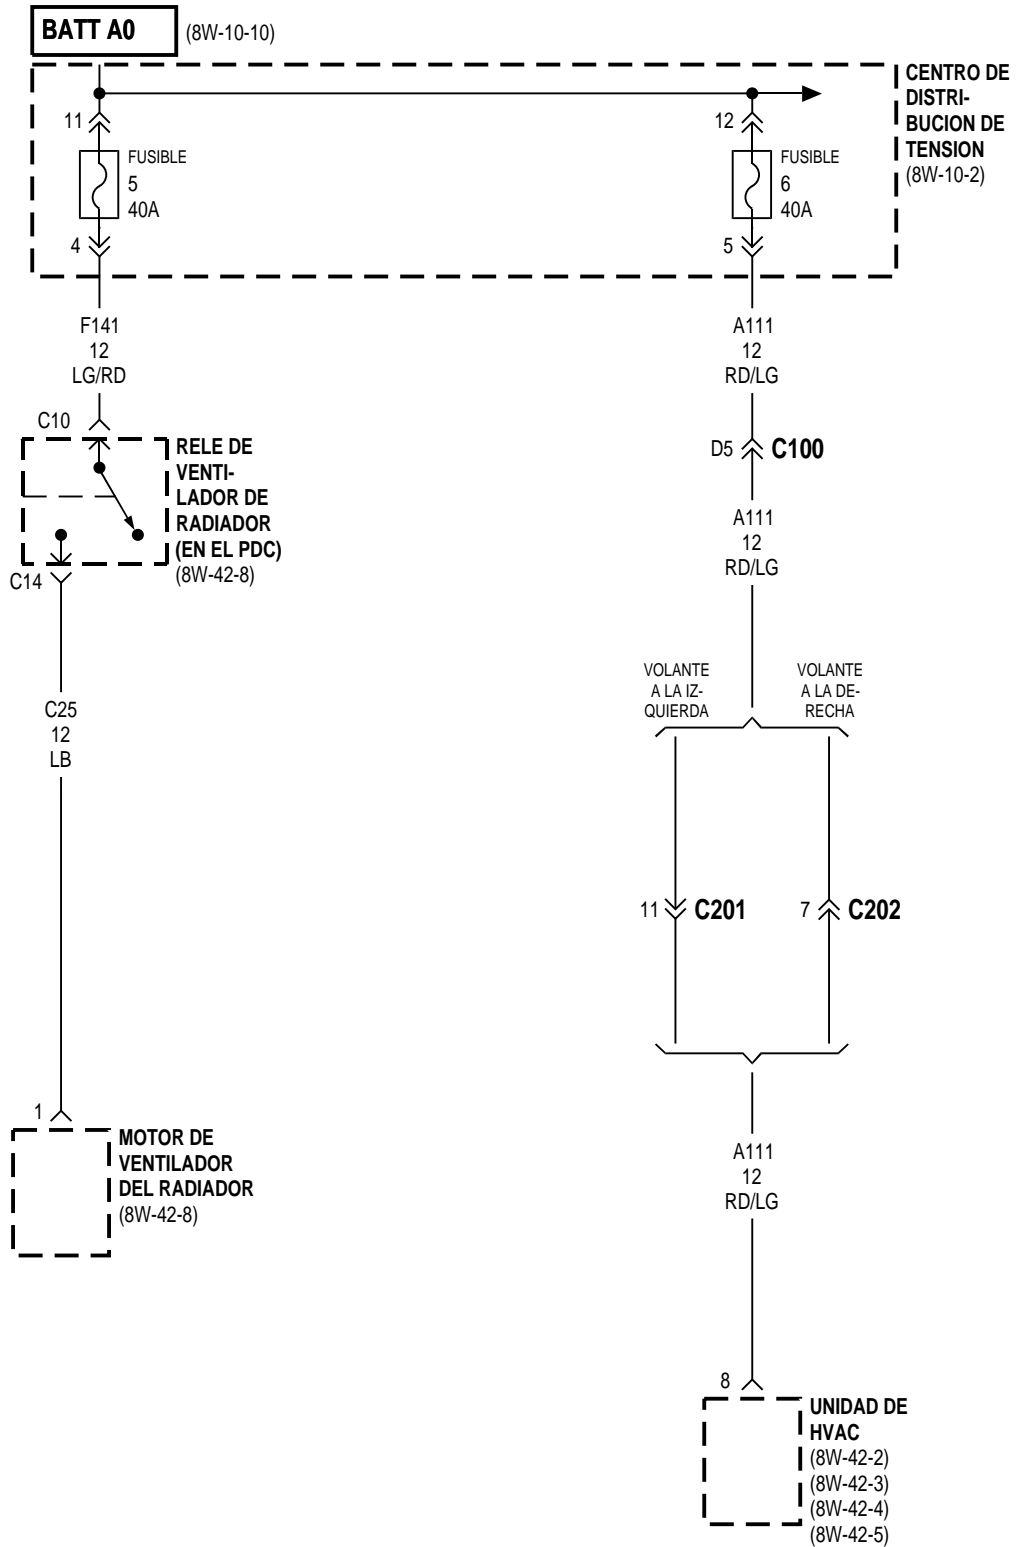 BATT A0
(8W-10-10)
CENTRO DE
DISTRI-
BUCION DE
TENSION
(8W-10-2)
11
FUSIBLE
5
40A
4
12
FUSIBLE
6
40A
5
F141
12
LG/RD
A111
12
RD/LG
C10
RELE DE
VENTI-
LADOR DE
RADIADOR
(EN EL PDC)
(8W-42-8)
C14
D5
C100
A111
12
RD/LG
VOLANTE
A LA IZ-
QUIERDA
VOLANTE
A LA DE-
RECHA
C25
12
LB
11
C201
7
C202
1
MOTOR DE
VENTILADOR
DEL RADIADOR
(8W-42-8)
A111
12
RD/LG
8
UNIDAD DE
HVAC
(8W-42-2)
(8W-42-3)
(8W-42-4)
(8W-42-5)